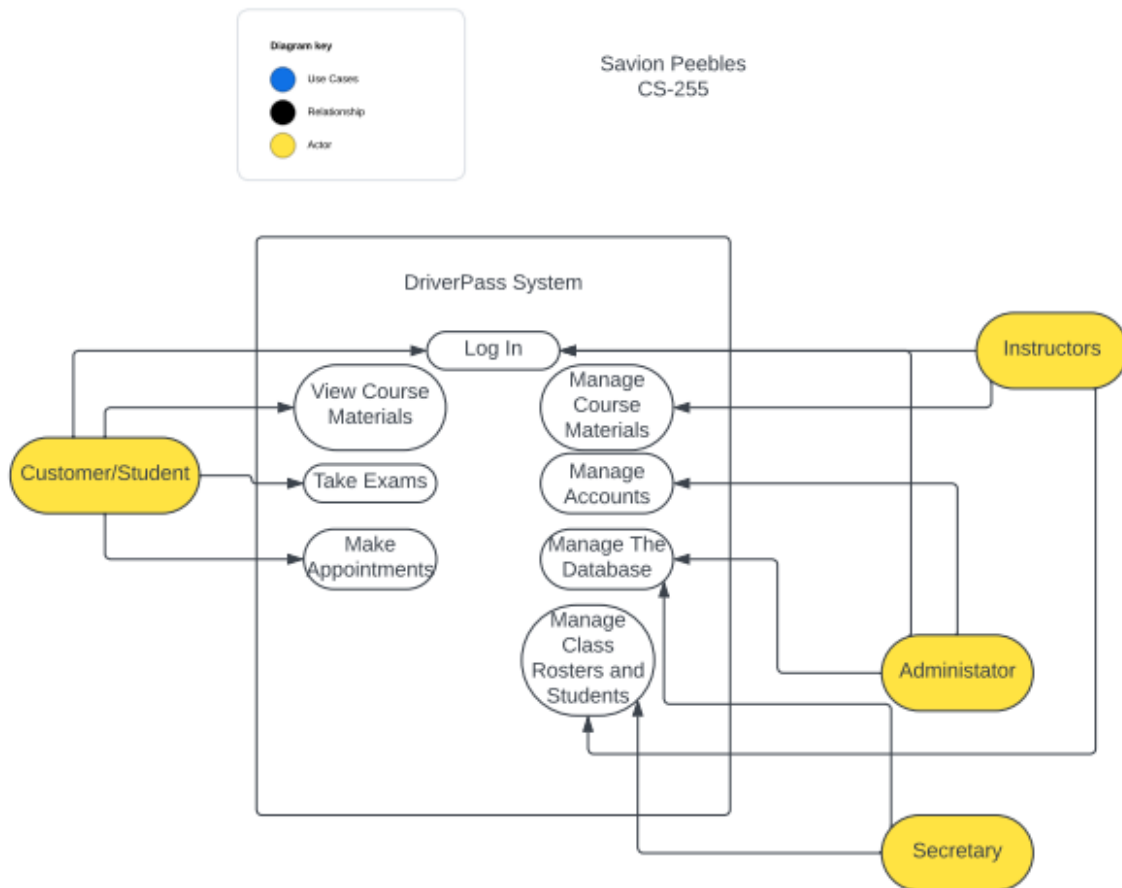 Diagram key
Use Cases
Relationship
Actor
Savion Peebles
CS-255
DriverPass System
Log In
View Course
Materials
Manage
Course
Materials
Instructors
Customer/Student
Take Exams
Manage
Accounts
Make
Appointments
Manage The
Database
Manage
Class
Rosters and
Students
Administator
Secretary